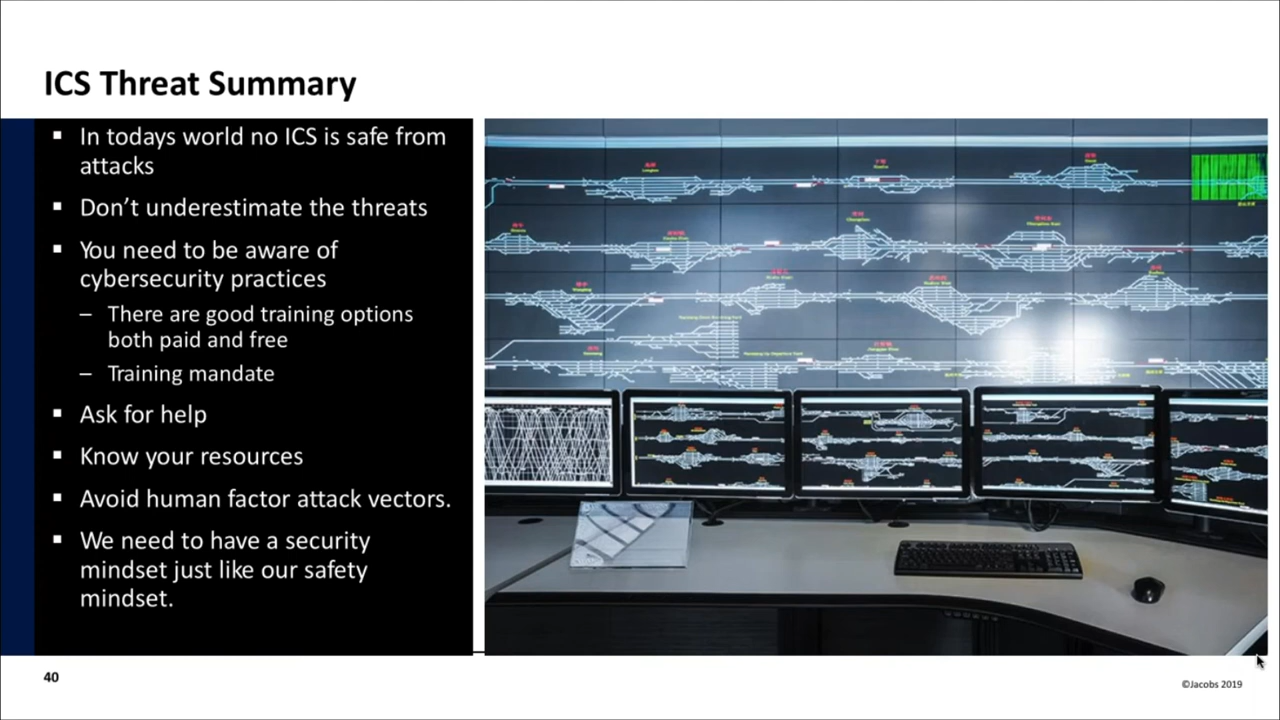 ICS Threat Summary
▪ In todays world no ICS is safe from
attacks
▪ Don’t underestimate the threats
▪ You need to be aware of
cybersecurity practices
– There are good training options
both paid and free
– Training mandate
▪ Ask for help
▪ Know your resources
▪ Avoid human factor attack vectors.
▪ We need to have a security
mindset just like our safety
mindset.
40
©Jacobs 2019